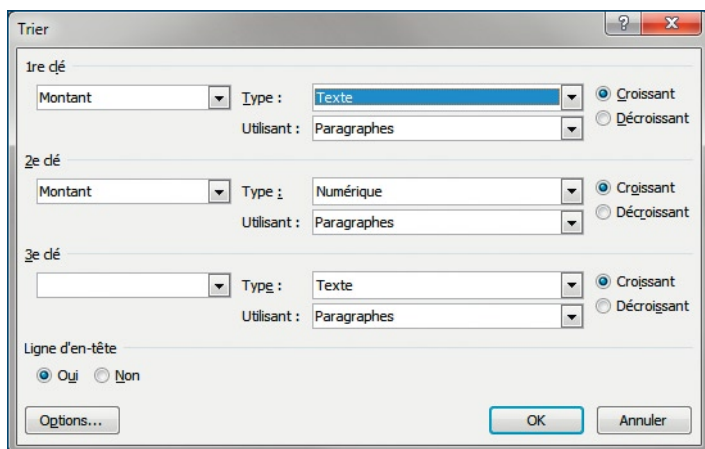 Trier
1re clé
Montant Type : Texte Croissant
Utilisant : Paragraphes Décroissant
2e clé
Montant Type : Numérique Croissant
Utilisant : Paragraphes Décroissant
3e clé
Type : Texte Croissant
Utilisant : Paragraphes Décroissant
Ligne d'en-tête
Oui Non
Options... OK Annuler